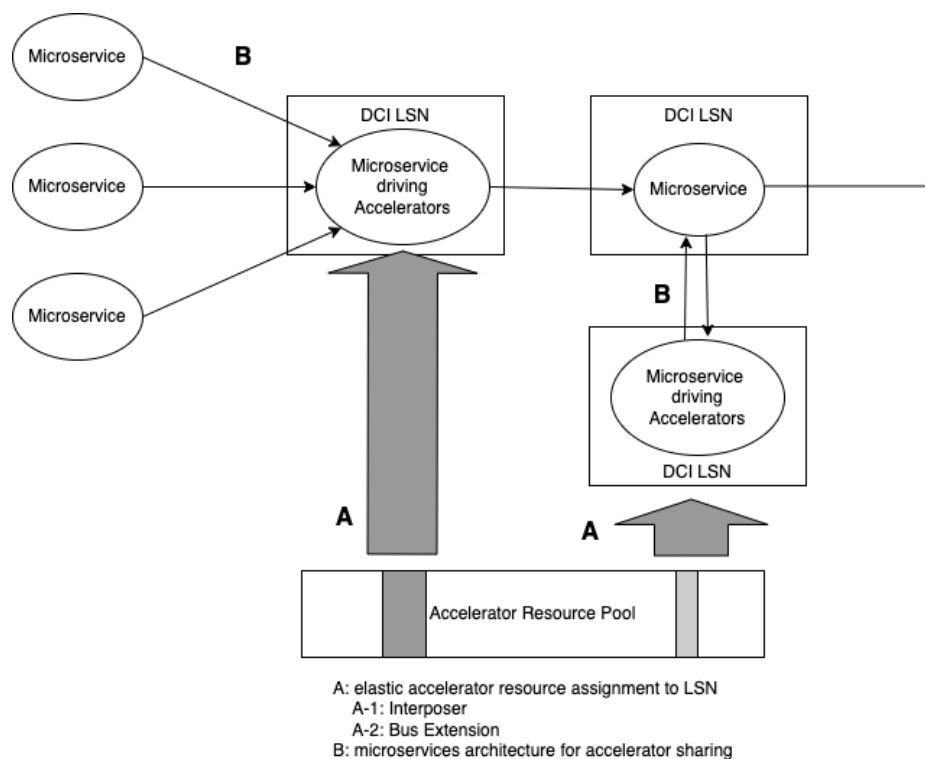 Microservice
B
DCI LSN
DCI LSN
Microservice
driving
Accelerators
Microservice
Microservice
Microservice
B
Microservice
driving
Accelerators
DCI LSN
A
A
Accelerator Resource Pool
A: elastic accelerator resource assignment to LSN
A-1: Interposer
A-2: Bus Extension
B: microservices architecture for accelerator sharing